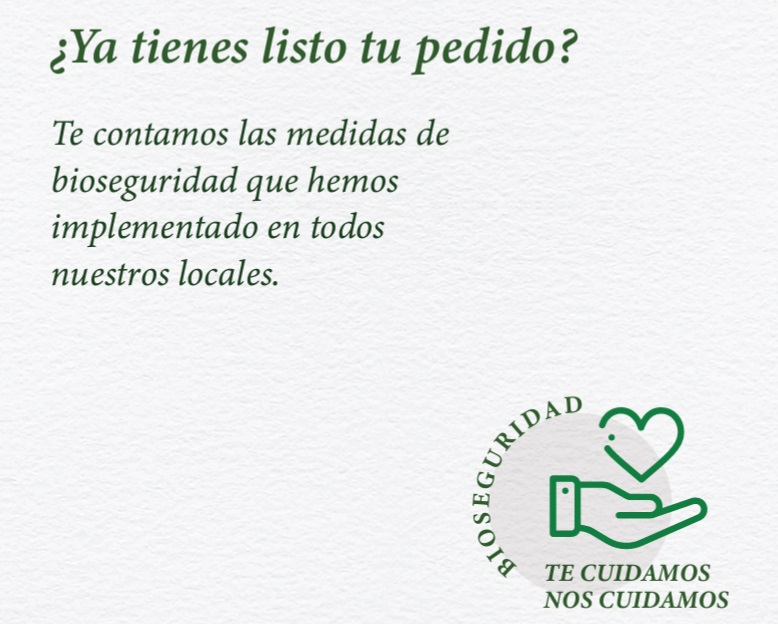 ¿Ya tienes listo tu pedido?
Te contamos las medidas de
bioseguridad que hemos
implementado en todos
nuestros locales.
BIOSEGURIDAD
TE CUIDAMOS
NOS CUIDAMOS